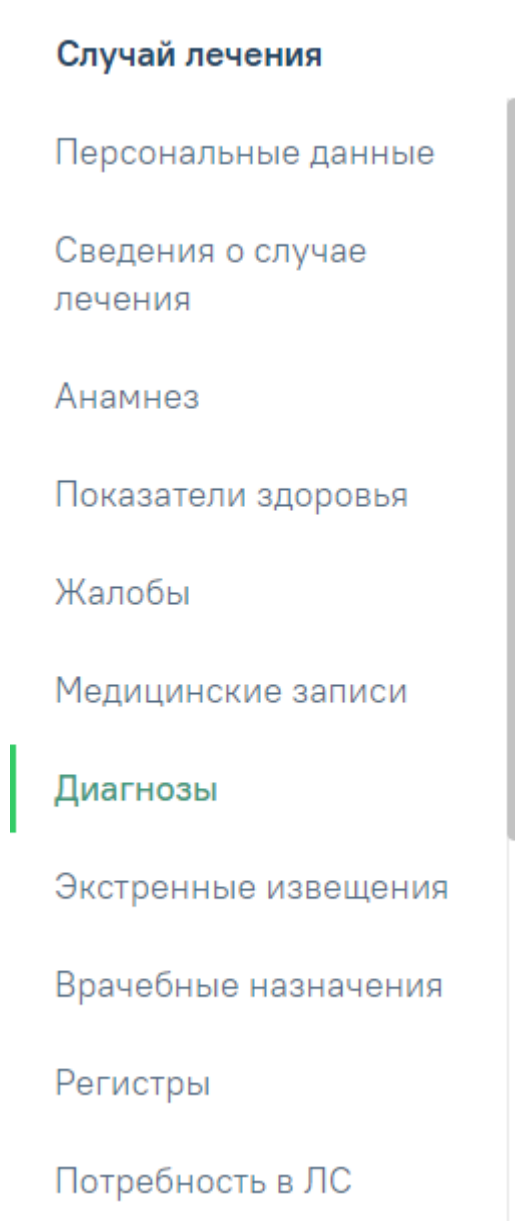 Случай лечения
Персональные данные
Сведения о случае
лечения
Анамнез
Показатели здоровья
Жалобы
Медицинские записи
Диагнозы
Экстренные извещения
Врачебные назначения
Регистры
Потребность в ЛС